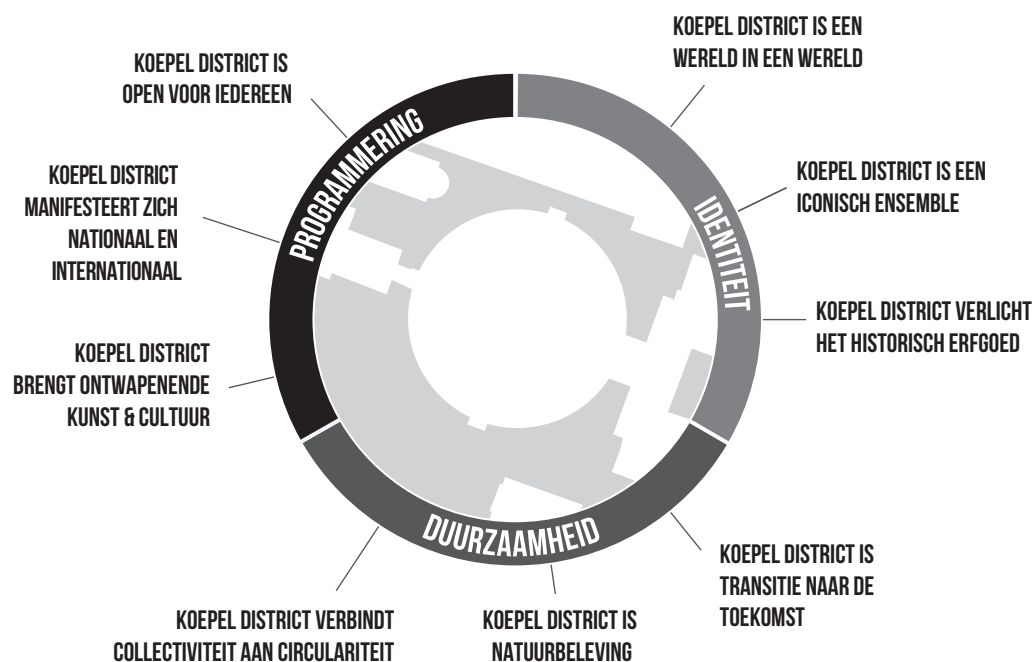 KOEPEL DISTRICT IS EEN
WERELD IN EEN WERELD
KOEPEL DISTRICT IS
OPEN VOOR IEDEREEN
PROGRAMMERING
KOEPEL DISTRICT
MANIFESTEERT ZICH
NATIONAAL EN
INTERNATIONAAL
KOEPEL DISTRICT IS EEN
ICONISCH ENSEMBLE
IDENTITEIT
KOEPEL DISTRICT VERLICHT
HET HISTORISCH ERFGOED
KOEPEL DISTRICT
BRENGT ONTWAPENENDE
KUNST & CULTUUR
DUURZAAMHEID
KOEPEL DISTRICT IS
TRANSITIE NAAR DE
TOEKOMST
KOEPEL DISTRICT VERBINDT
COLLECTIVITEIT AAN CIRCULARITEIT
KOEPEL DISTRICT IS
NATUURBELEVING